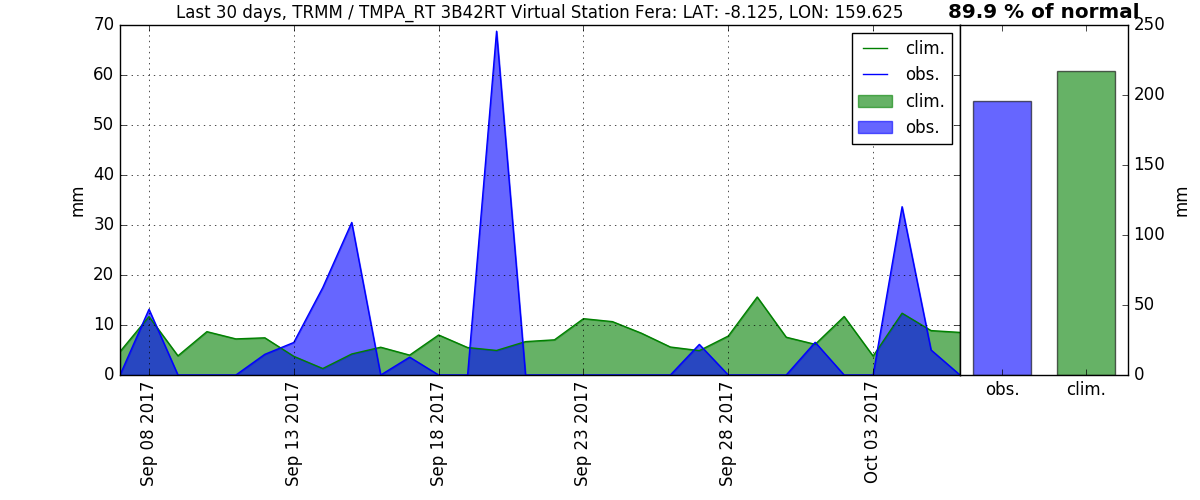 Last 30 days, TRMM / TMPA_RT 3B42RT Virtual Station Fera: LAT: -8.125, LON: 159.625
89.9 % of normal
70
60
50
40
30
20
10
0
mm
clim.
obs.
clim.
obs.
250
200
150
100
50
0
mm
obs.
clim.
Sep 08 2017
Sep 13 2017
Sep 18 2017
Sep 23 2017
Sep 28 2017
Oct 03 2017